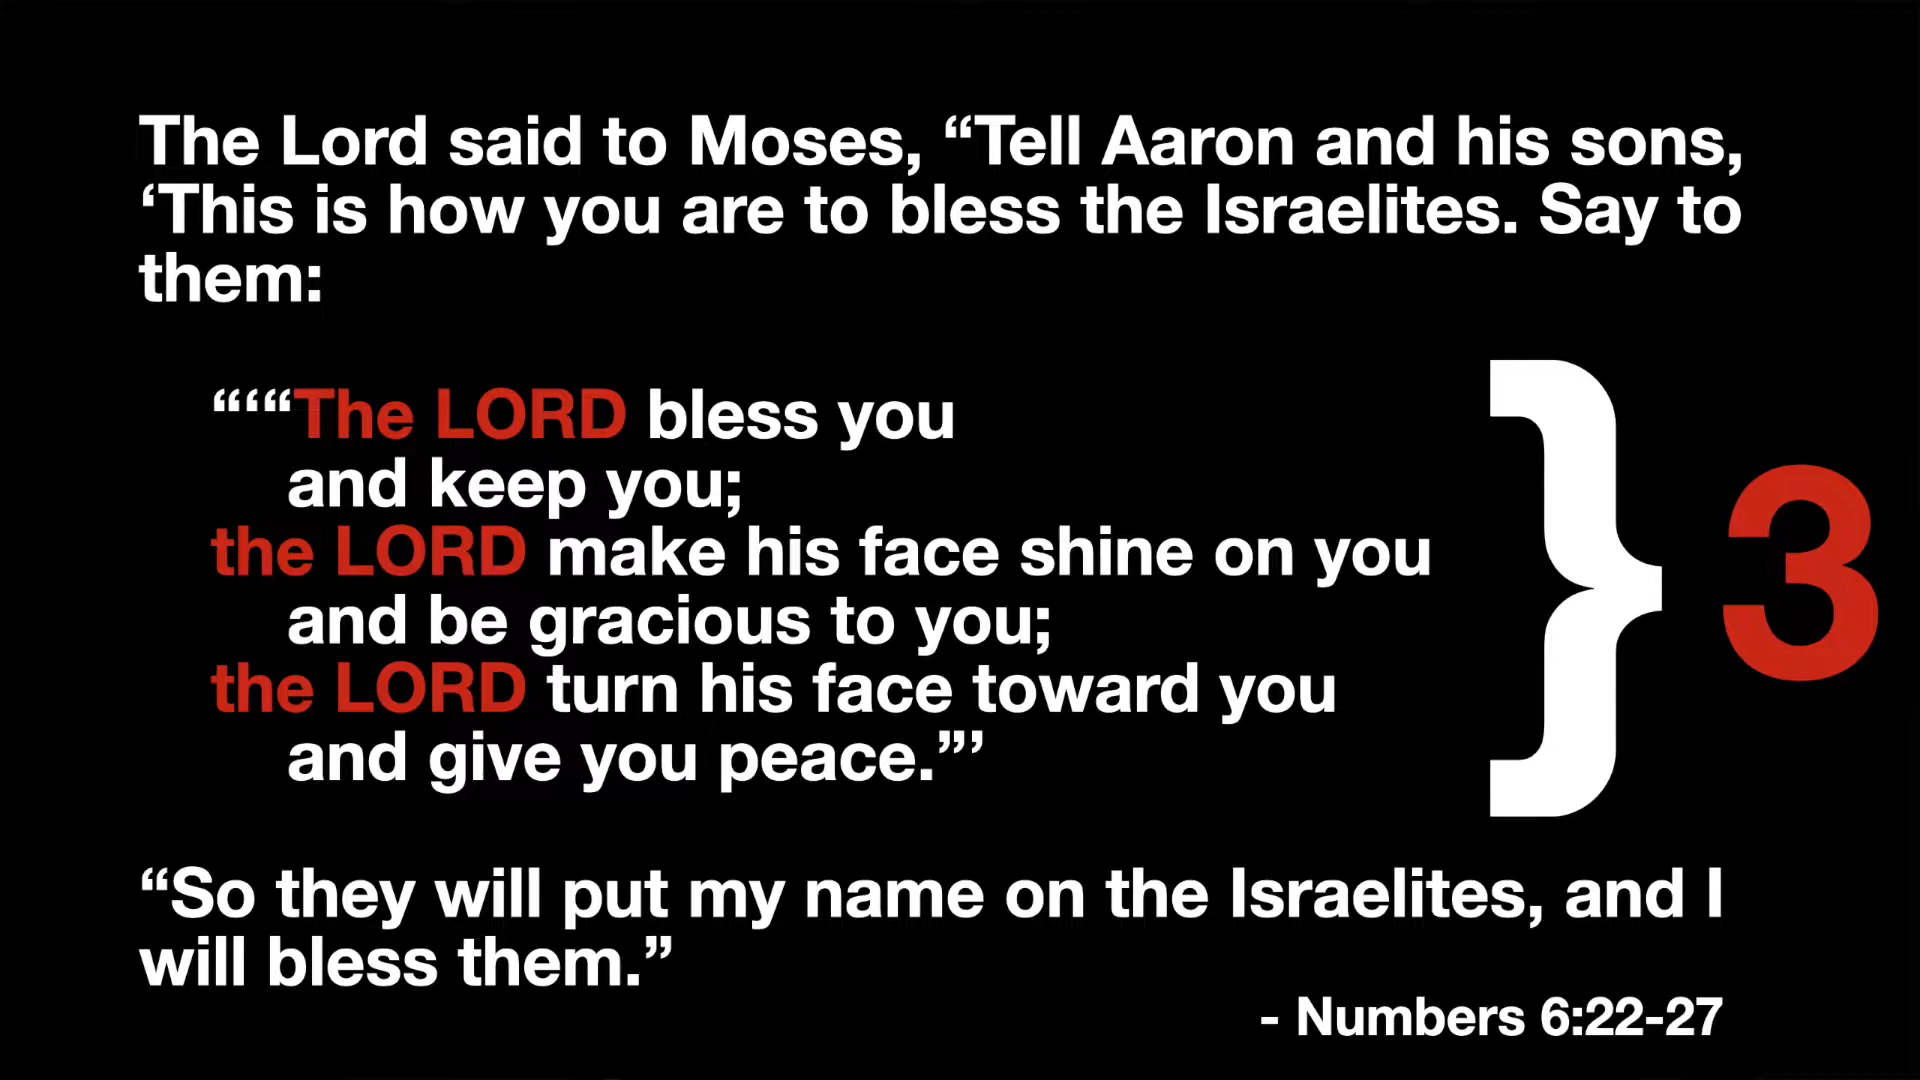 The Lord said to Moses, “Tell Aaron and his sons,
‘This is how you are to bless the Israelites. Say to
them:
“‘“The LORD bless you
and keep you;
the LORD make his face shine on you
and be gracious to you;
the LORD turn his face toward you
and give you peace.”’
} 3
“So they will put my name on the Israelites, and I
will bless them.”
- Numbers 6:22-27